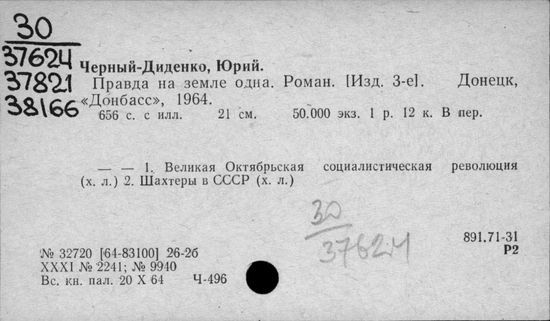 30
37624
37821
38166
Черный-Диденко, Юрий.
Правда на земле одна. Роман. [Изд. 3-е]. Донецк,
«Донбасс», 1964.
656 с. с илл. 21 см. 50.000 экз. 1 р. 12 к. В пер.
— — 1. Великая Октябрьская социалистическая революция
(х. л.) 2. Шахтеры в СССР (х. л.)
30
37624
891.71-31
Р2
№ 32720 [64-83100] 26-2б
XXXI № 2241; № 9940
Вс. кн. пал. 20 X 64 Ч-496